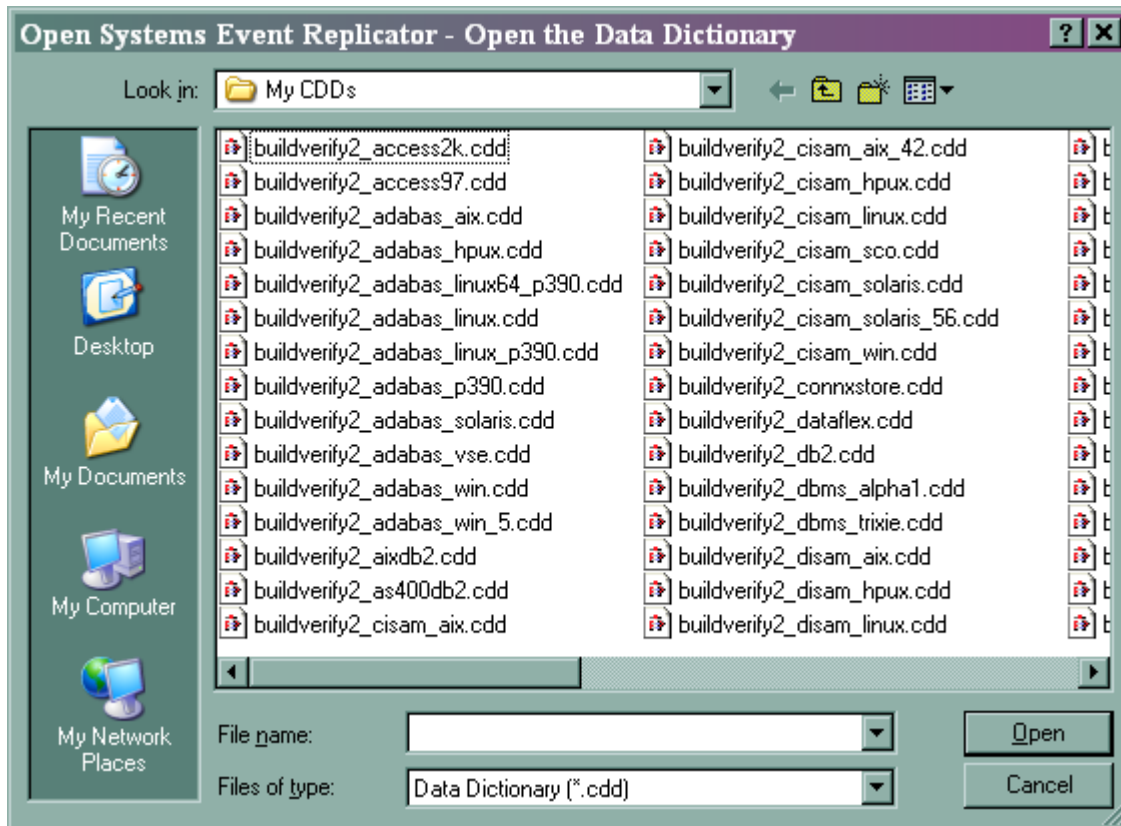 Open Systems Event Replicator - Open the Data Dictionary
Look in: My CDDs
My Recent
Documents
Desktop
My Documents
My Computer
My Network
Places
buildverify2_access2k.cdd
buildverify2_access97.cdd
buildverify2_adabas_aix.cdd
buildverify2_adabas_hpux.cdd
buildverify2_adabas_linux64_p390.cdd
buildverify2_adabas_linux.cdd
buildverify2_adabas_linux_p390.cdd
buildverify2_adabas_p390.cdd
buildverify2_adabas_solaris.cdd
buildverify2_adabas_vse.cdd
buildverify2_adabas_win.cdd
buildverify2_adabas_win_5.cdd
buildverify2_aixdb2.cdd
buildverify2_as400db2.cdd
buildverify2_cisam_aix.cdd
buildverify2_cisam_aix_42.cdd
buildverify2_cisam_hpux.cdd
buildverify2_cisam_linux.cdd
buildverify2_cisam_sco.cdd
buildverify2_cisam_solaris.cdd
buildverify2_cisam_solaris_56.cdd
buildverify2_cisam_win.cdd
buildverify2_connxstore.cdd
buildverify2_dataflex.cdd
buildverify2_db2.cdd
buildverify2_dbms_alpha1.cdd
buildverify2_dbms_trixie.cdd
buildverify2_disam_aix.cdd
buildverify2_disam_hpux.cdd
buildverify2_disam_linux.cdd
File name:
Open
Files of type: Data Dictionary (*.cdd)
Cancel